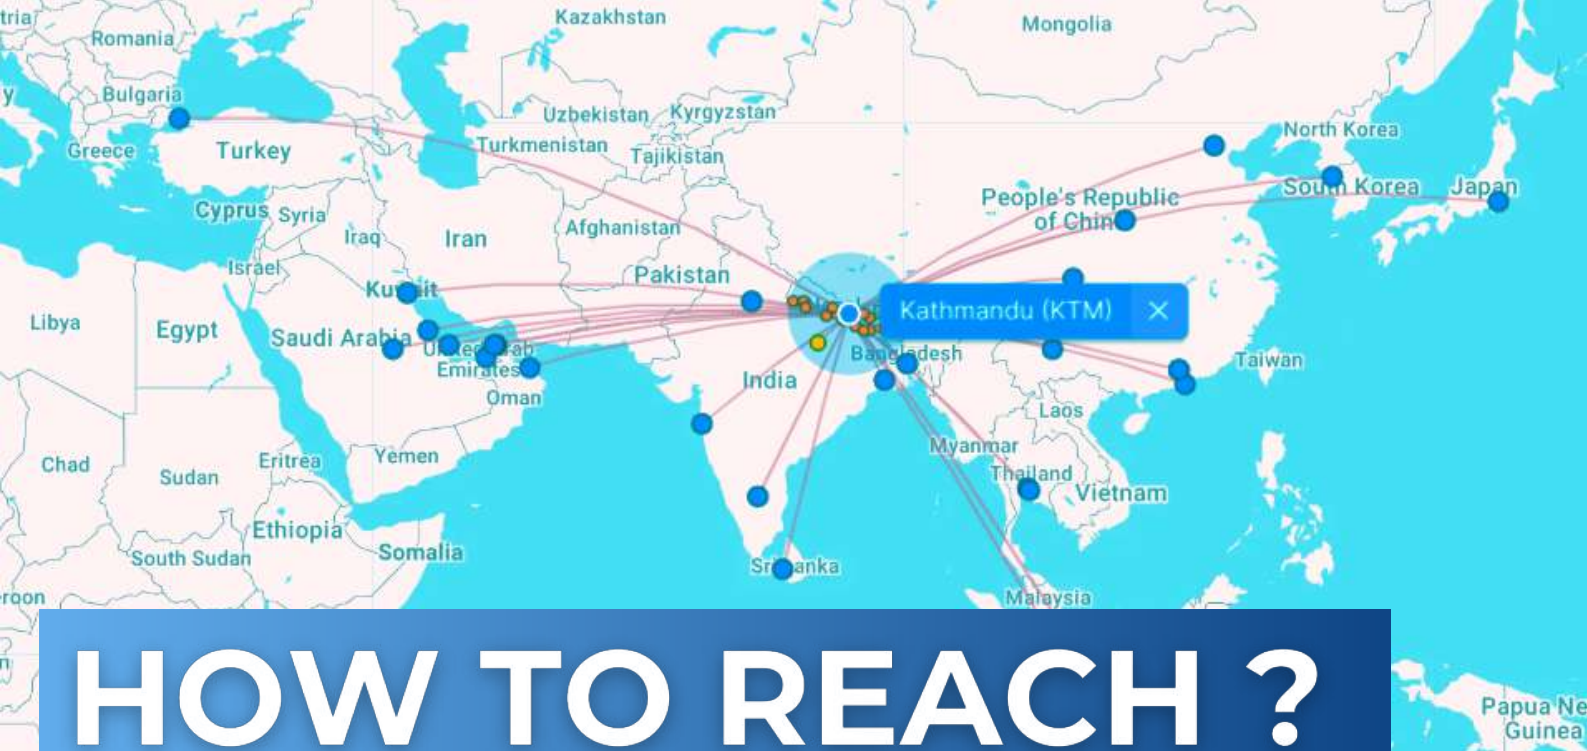 tria
Kazakhstan
Mongolia
Romania
y
Bulgaria
Uzbekistan
Kyrgyzstan
North Korea
Greece
Turkey
Turkmenistan
Tajikistan
South Korea
Japan
People's Republic
of China
Cyprus
Syria
Afghanistan
Iraq
Iran
Israel
Pakistan
Kuwait
Kathmandu (KTM) ×
Libya
Egypt
Saudi Arabia
United Arab
Emirates
Bangladesh
Taiwan
India
Oman
Laos
Myanmar
Chad
Sudan
Eritrea
Yemen
Thailand
Vietnam
Ethiopia
South Sudan
Somalia
Sri Lanka
roon
Malaysia
n
HOW TO REACH ?
Papua Ne
Guinea